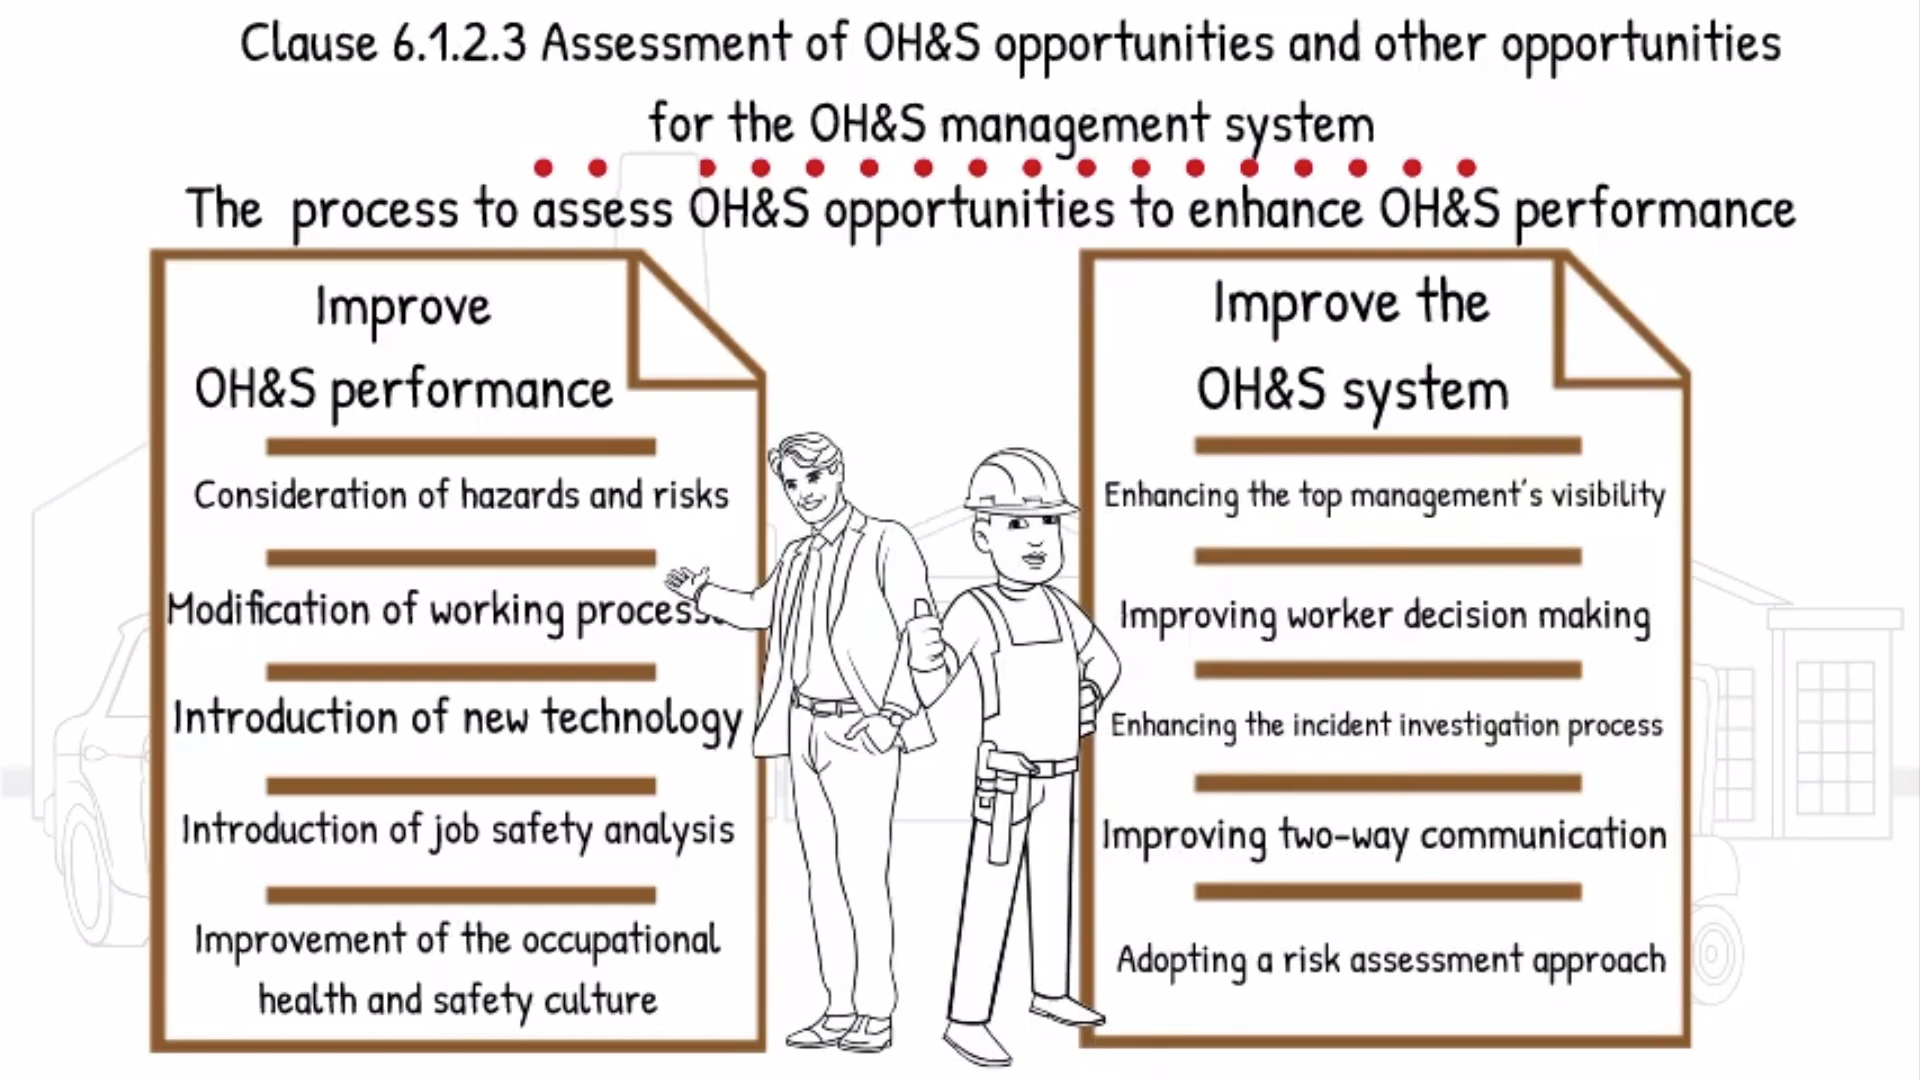 Clause 6.1.2.3 Assessment of OH&S opportunities and other opportunities
for the OH&S management system
The process to assess OH&S opportunities to enhance OH&S performance
Improve
OH&S performance
Consideration of hazards and risks
Modification of working
Introduction of new technology
Introduction of job safety analysis
Improvement of the occupational
health and safety culture
Improve the
OH&S system
Enhancing the top management's visibility
Improving worker decision making
Enhancing the incident investigation process
Improving two-way communication
Adopting a risk assessment approach